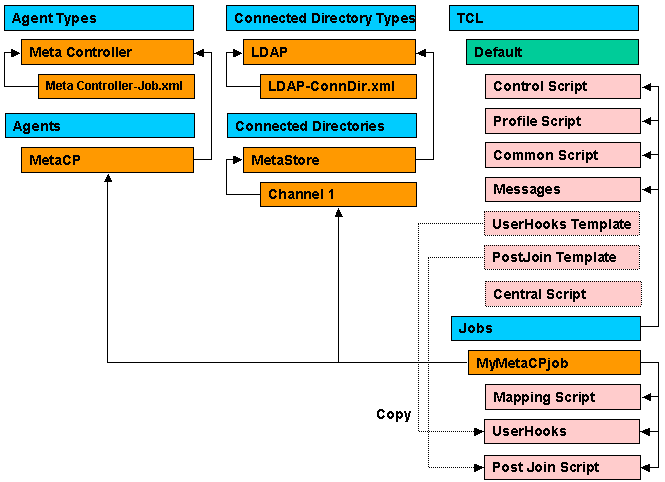 Agent Types
Meta Controller
Meta Controller-Job.xml
Agents
MetaCP
Connected Directory Types
LDAP
LDAP-ConnDir.xml
Connected Directories
MetaStore
Channel 1
TCL
Default
Control Script
Profile Script
Common Script
Messages
UserHooks Template
PostJoin Template
Central Script
Jobs
MyMetaCPjob
Mapping Script
Copy
UserHooks
Post Join Script